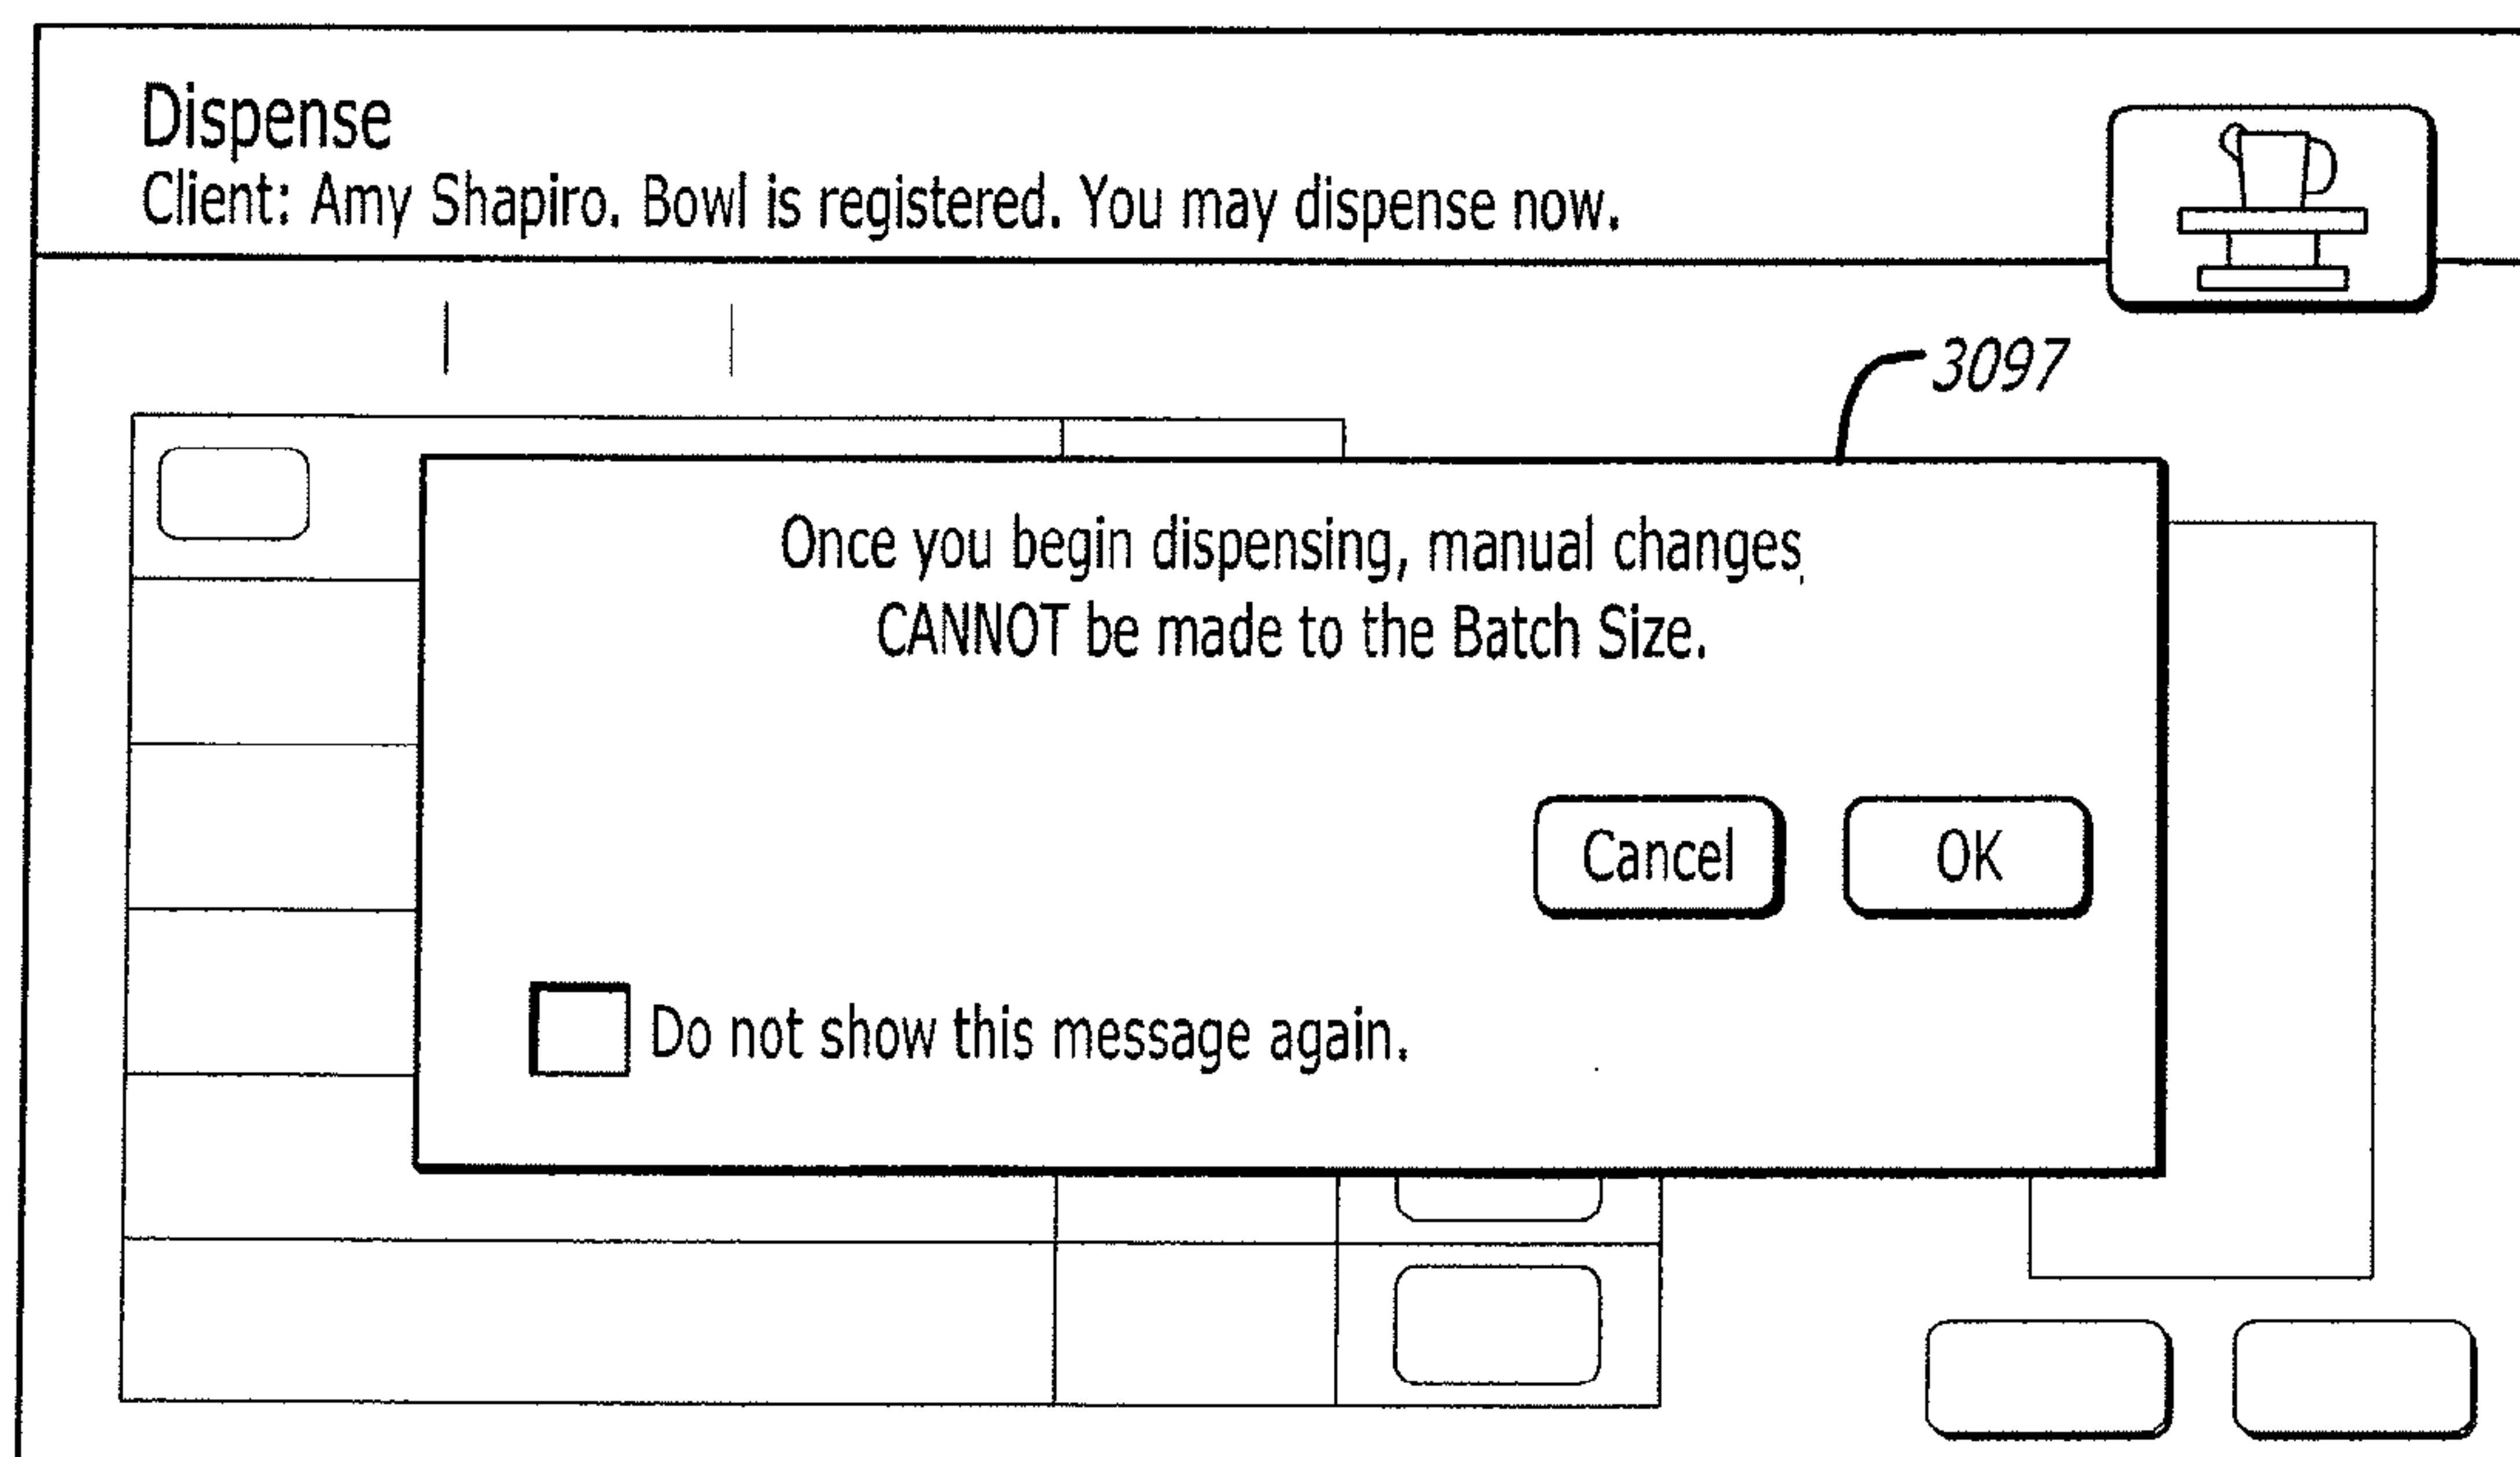 Dispense
Client: Amy Shapiro. Bowl is registered. You may dispense now.
3097
Once you begin dispensing, manual changes
CANNOT be made to the Batch Size.
Cancel
OK
Do not show this message again.